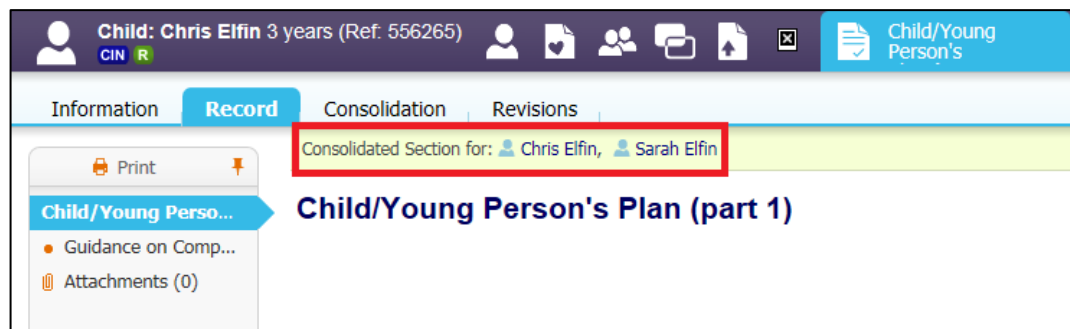 Child: Chris Elfin 3 years (Ref: 556265)
CIN R
Child/Young
Person's
Information Record Consolidation Revisions
Consolidated Section for: Chris Elfin, Sarah Elfin
Print
Child/Young Perso...
Guidance on Comp...
Attachments (0)
Child/Young Person's Plan (part 1)